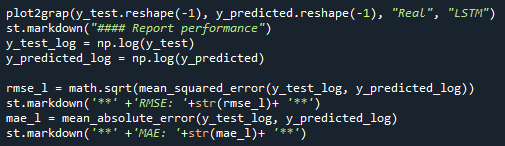 plot2grap(y_test.reshape(-1), y_predicted.reshape(-1), "Real", "LSTM")
st.markdown("#### Report performance")
y_test_log = np.log(y_test)
y_predicted_log = np.log(y_predicted)
rmse_l = math.sqrt(mean_squared_error(y_test_log, y_predicted_log))
st.markdown('**' +'RMSE: '+str(rmse_l)+ '**')
mae_l = mean_absolute_error(y_test_log, y_predicted_log)
st.markdown('**' +'MAE: '+str(mae_l)+ '**')